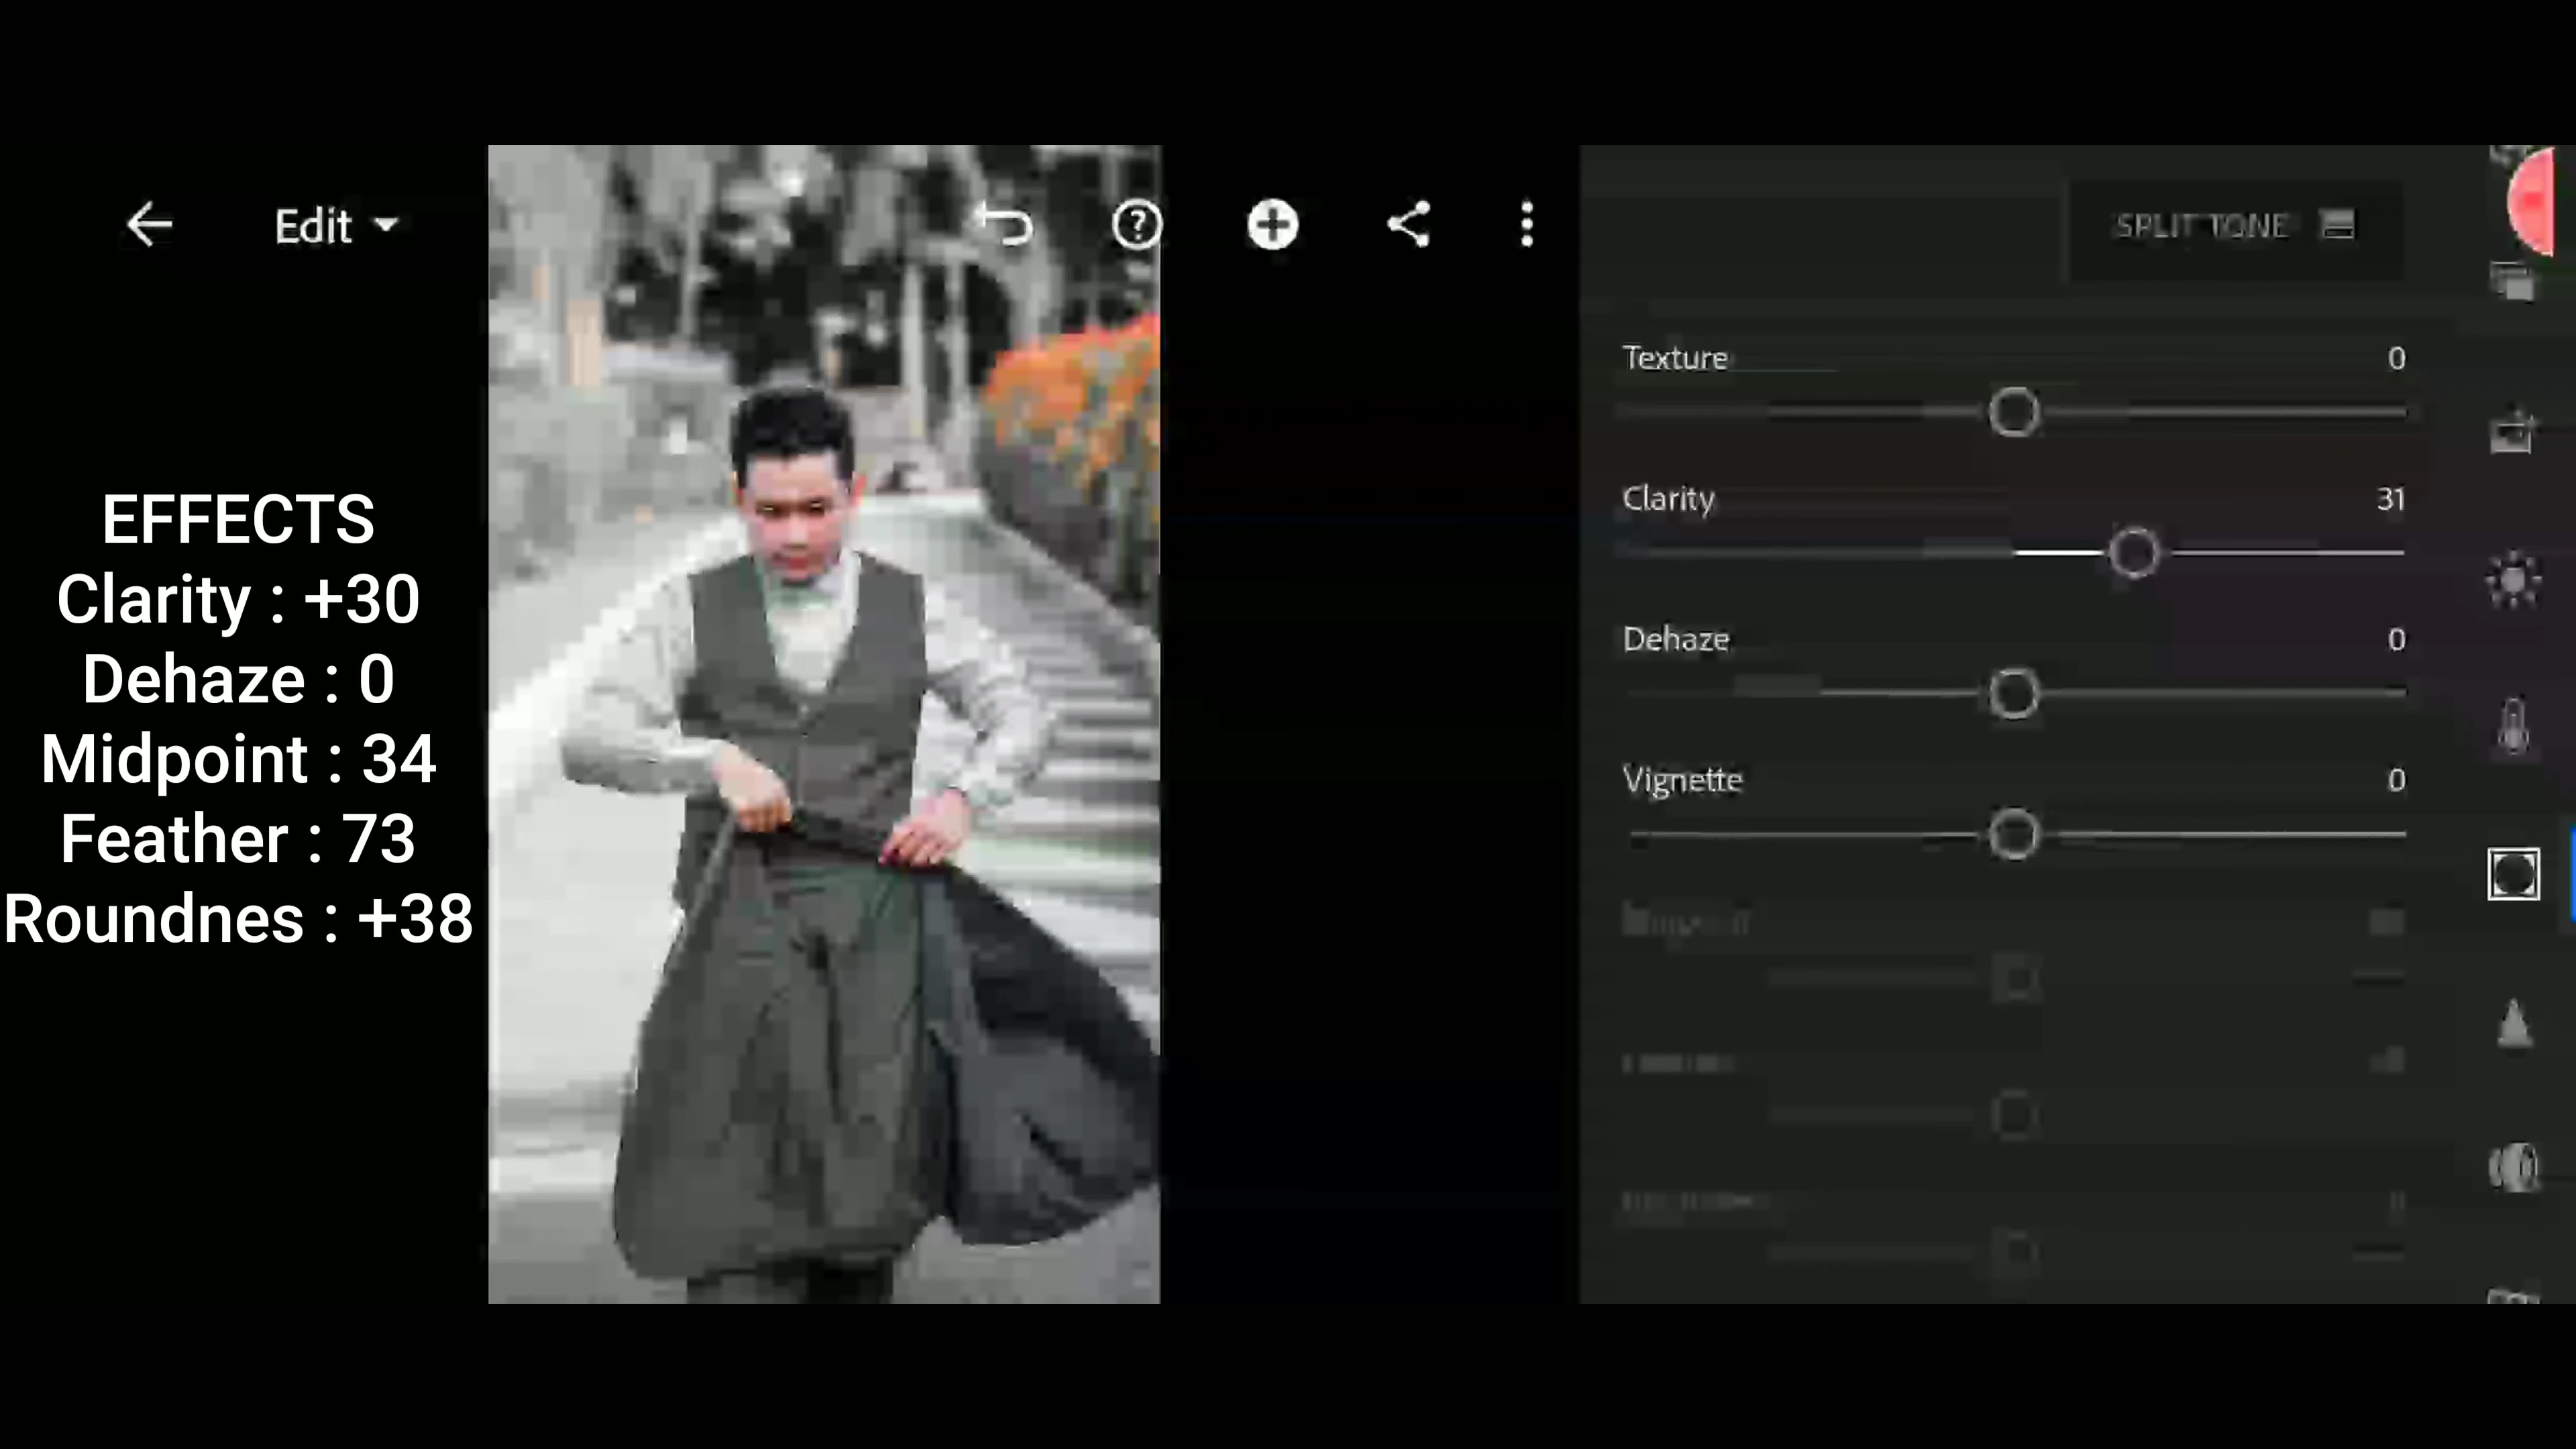 Edit
EFFECTS
Clarity : +30
Dehaze : 0
Midpoint : 34
Feather : 73
Roundnes : +38
SPLIT TONE
Texture 0
Clarity 31
Dehaze 0
Vignette 0